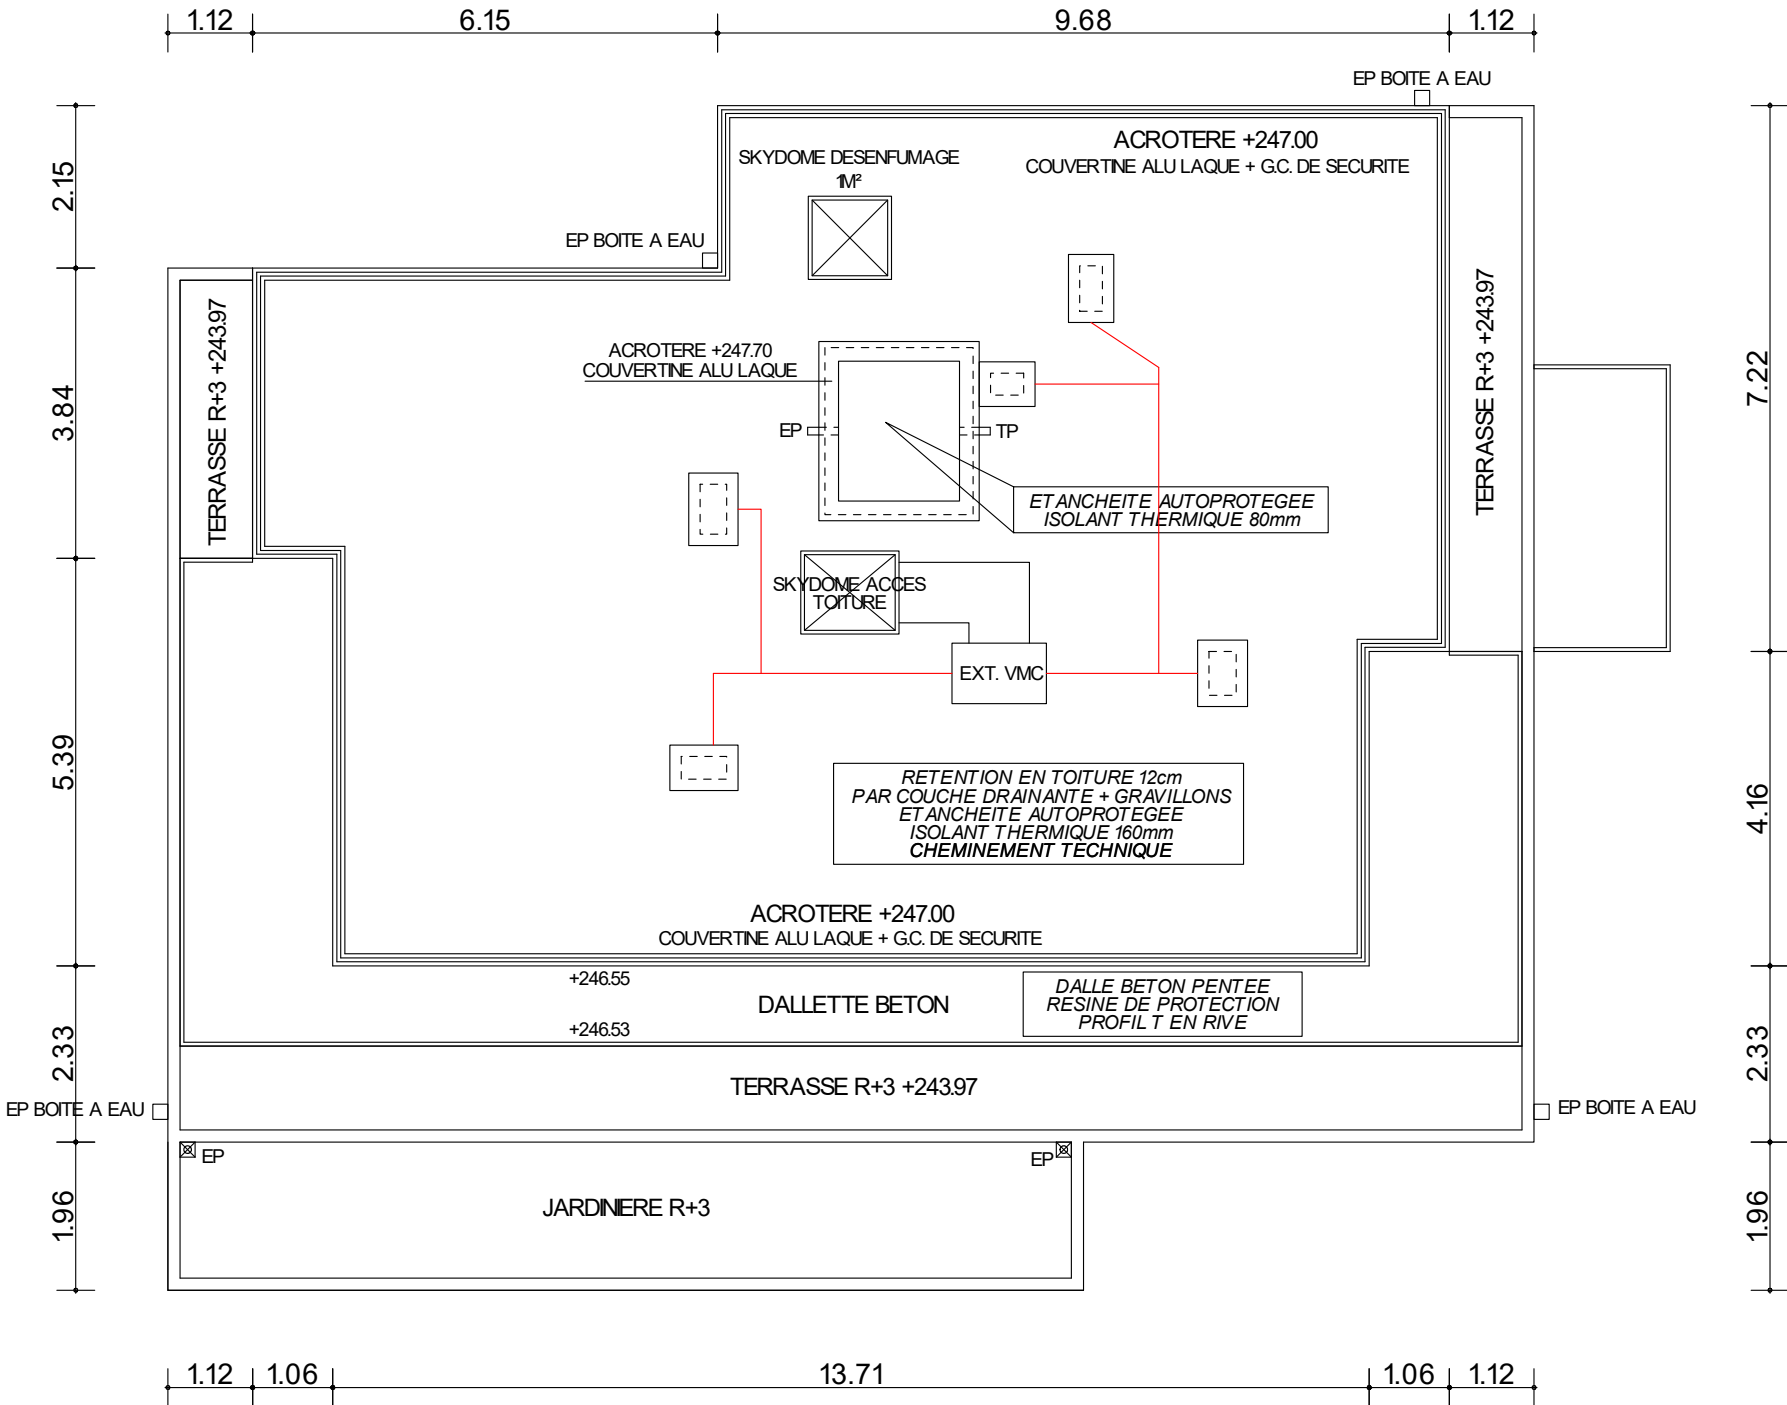 1.12
6.15
9.68
1.12
EP BOITE A EAU
ACROTERE +247.00
COUVERTINE ALU LAQUE + G.C. DE SECURITE
SKYDOME DESENFUMAGE
1M²
2.15
EP BOITE A EAU
TERRASSE R+3 +243.97
TERRASSE R+3 +243.97
ACROTERE +247.70
COUVERTINE ALU LAQUE
3.84
7.22
EP
TP
ETANCHEITE AUTOPROTEGEE
ISOLANT THERMIQUE 80mm
SKYDOME ACCES
TOITURE
EXT. VMC
5.39
4.16
RETENTION EN TOITURE 12cm
PAR COUCHE DRAINANTE + GRAVILLONS
ETANCHEITE AUTOPROTEGEE
ISOLANT THERMIQUE 160mm
CHEMINEMENT TECHNIQUE
ACROTERE +247.00
COUVERTINE ALU LAQUE + G.C. DE SECURITE
+246.55
DALLETTE BETON
+246.53
DALLE BETON PENTEE
RESINE DE PROTECTION
PROFIL T EN RIVE
2.33
2.33
TERRASSE R+3 +243.97
EP BOITE A EAU
EP BOITE A EAU
EP
EP
JARDINIERE R+3
1.96
1.96
1.12
1.06
13.71
1.06
1.12